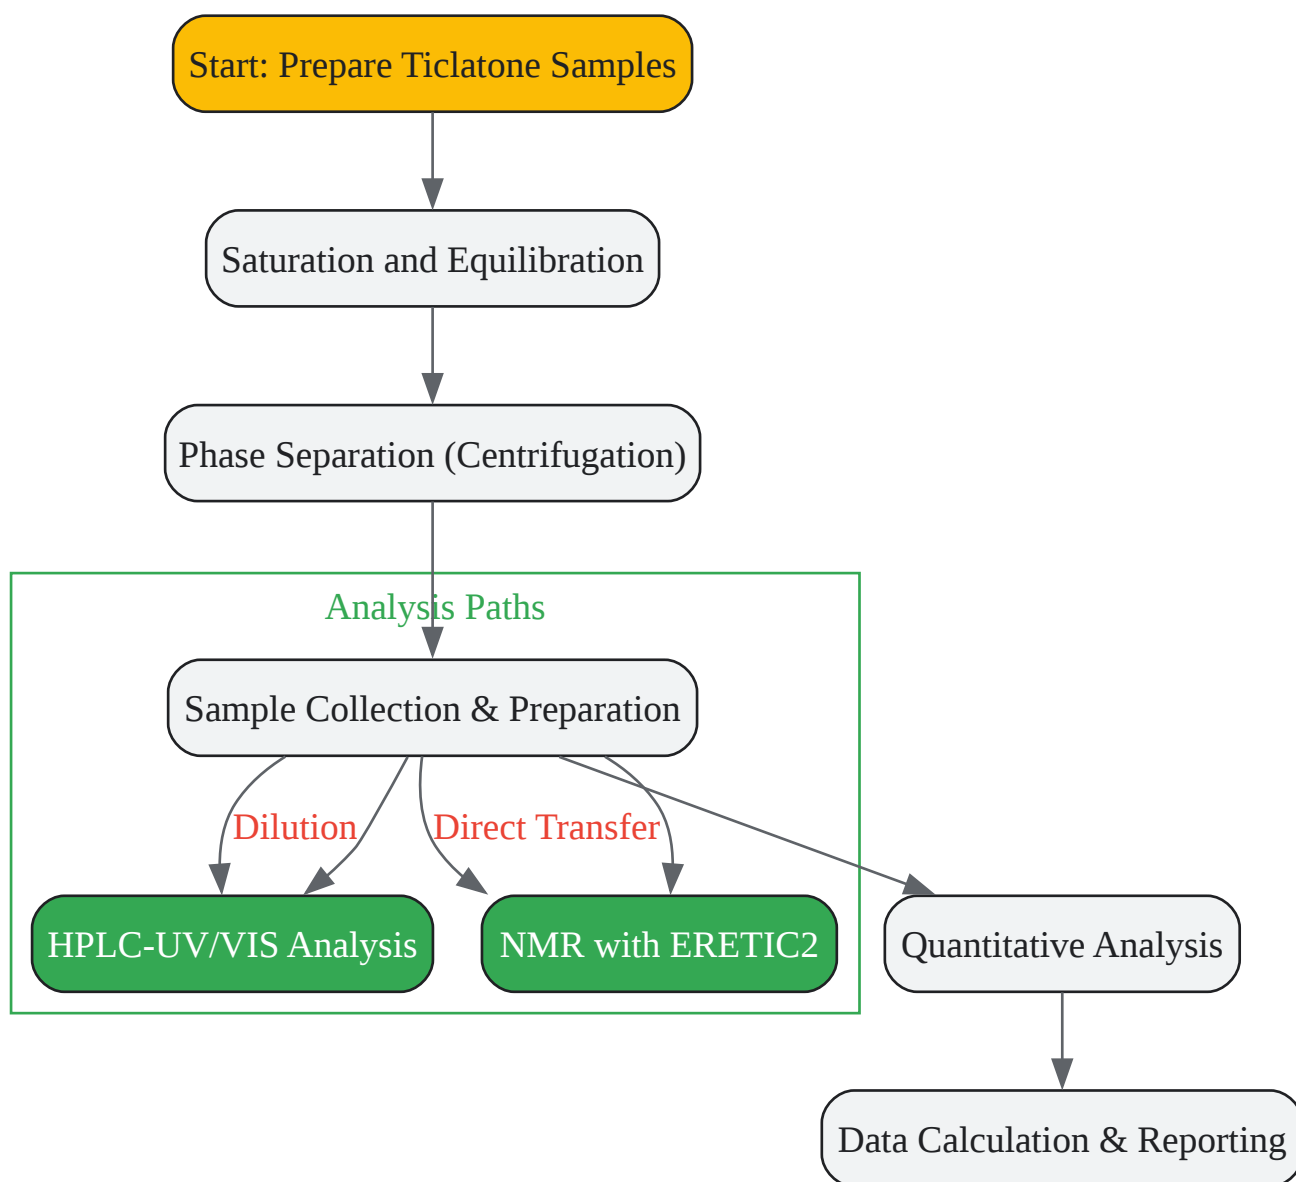 Start: Prepare Ticlatone Samples
Saturation and Equilibration
Phase Separation (Centrifugation)
Analysis Paths
Sample Collection & Preparation
Dilution
Direct Transfer
HPLC-UV/VIS Analysis
NMR with ERETIC2
Quantitative Analysis
Data Calculation & Reporting